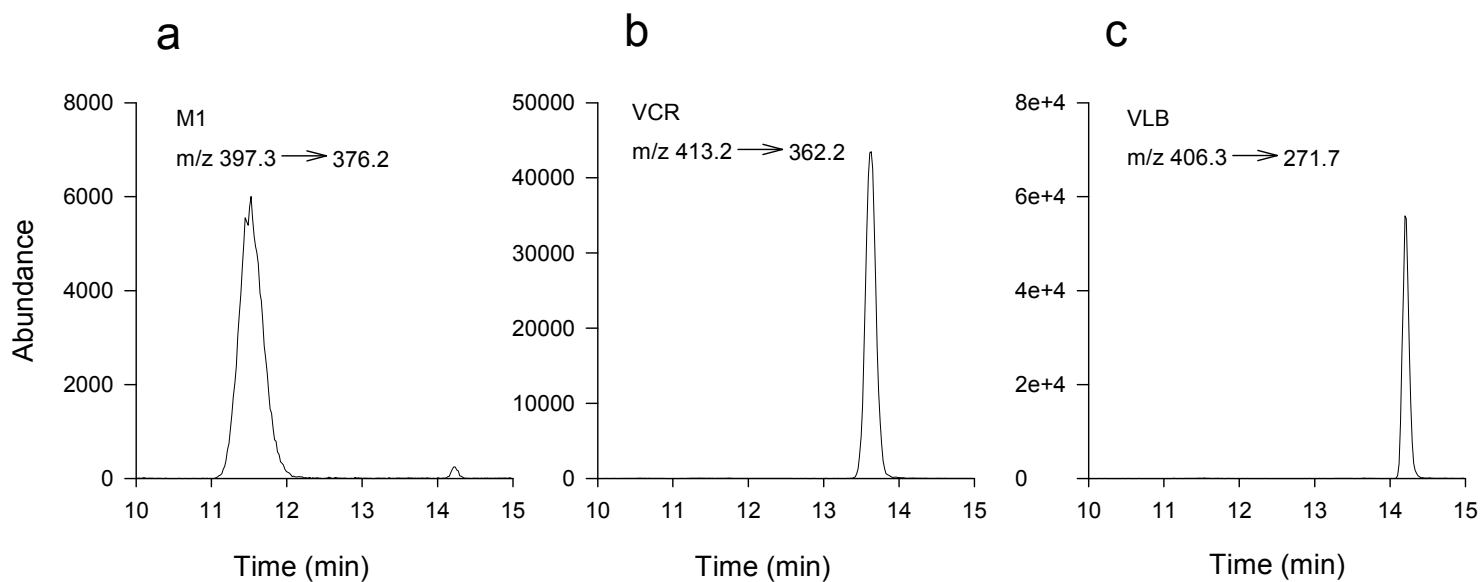 a
M1
m/z 397.3 → 376.2
8000
6000
4000
2000
0
Abundance
10 11 12 13 14 15
Time (min)
b
VCR
m/z 413.2 → 362.2
50000
40000
30000
20000
10000
0
10 11 12 13 14 15
Time (min)
c
VLB
m/z 406.3 → 271.7
8e+4
6e+4
4e+4
2e+4
0
10 11 12 13 14 15
Time (min)